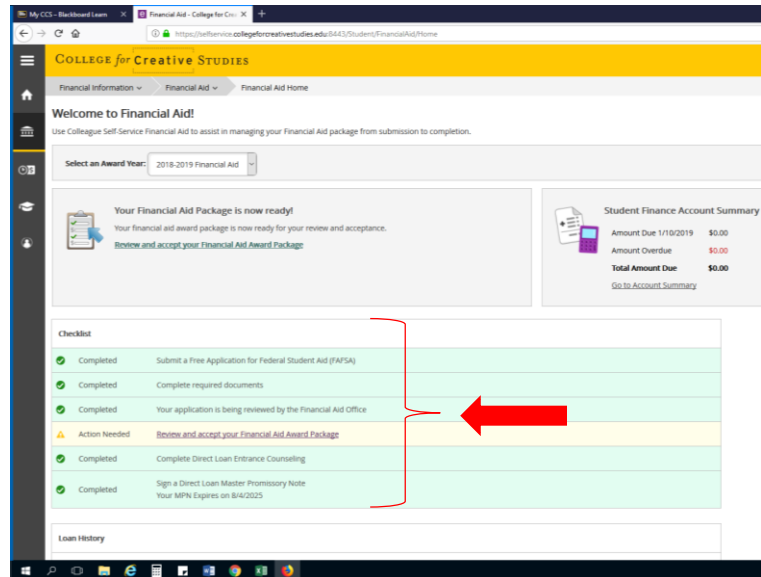 My CCS – Blackboard Learn
Financial Aid - College for Cre
https://selfservice.collegeforcreativestudies.edu:8443/Student/FinancialAid/Home
COLLEGE for Creative STUDIES
Financial Information
Financial Aid
Financial Aid Home
Welcome to Financial Aid!
Use Colleague Self-Service Financial Aid to assist in managing your Financial Aid package from submission to completion.
Select an Award Year:
2018-2019 Financial Aid
Your Financial Aid Package is now ready!
Your financial aid award package is now ready for your review and acceptance.
Review and accept your Financial Aid Award Package
Student Finance Account Summary
Amount Due 1/10/2019 $0.00
Amount Overdue $0.00
Total Amount Due $0.00
Go to Account Summary
Checklist
Completed Submit a Free Application for Federal Student Aid (FAFSA)
Completed Complete required documents
Completed Your application is being reviewed by the Financial Aid Office
Action Needed Review and accept your Financial Aid Award Package
Completed Complete Direct Loan Entrance Counseling
Completed Sign a Direct Loan Master Promissory Note
Your MPN Expires on 8/4/2025
Loan History